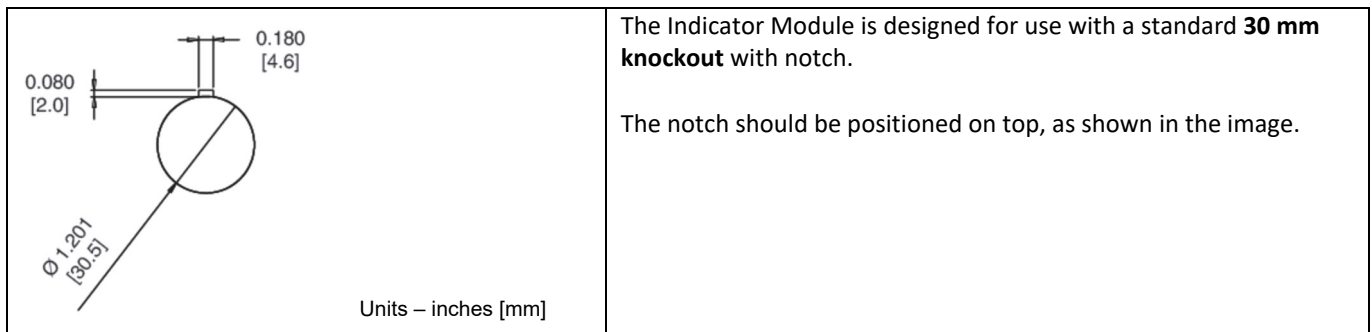 0.180
[4.6]
0.080
[2.0]
Ø 1.201
[30.5]
Units – inches [mm]
The Indicator Module is designed for use with a standard 30 mm
knockout with notch.
The notch should be positioned on top, as shown in the image.